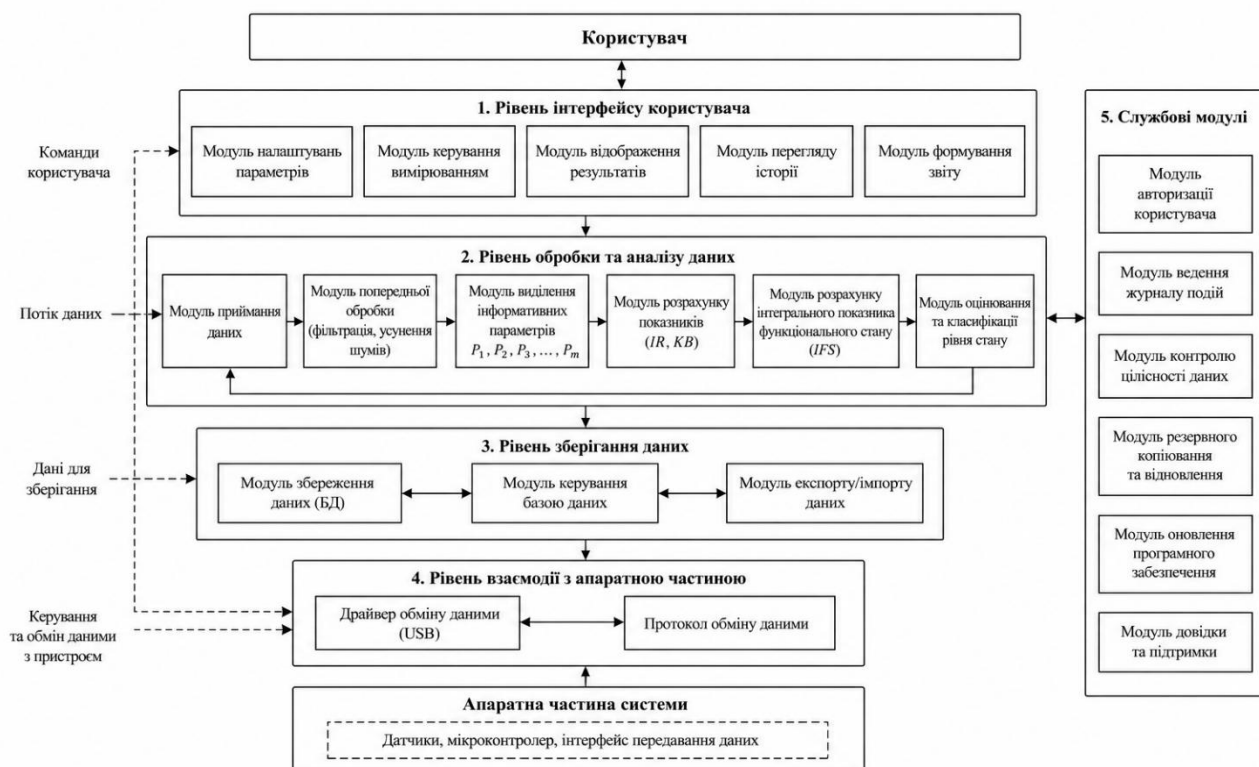 Користувач
1. Рівень інтерфейсу користувача
Модуль налаштувань
параметрів
Модуль керування
вимірюванням
Модуль відображення
результатів
Модуль перегляду
історії
Модуль формування
звіту
Команди
користувача
2. Рівень обробки та аналізу даних
Модуль приймання
даних
Модуль попередньої
обробки
(фільтрація, усунення
шумів)
Модуль виділення
інформативних
параметрів
P₁ , P₂ , P₃ , … , Pₘ
Модуль розрахунку
показників
(IR, KB)
Модуль розрахунку
інтегрального показника
функціонального стану
(IFS)
Модуль оцінювання
та класифікації
рівня стану
Потік даних
3. Рівень зберігання даних
Модуль збереження
даних (БД)
Модуль керування
базою даних
Модуль експорту/імпорту
даних
Дані для
зберігання
4. Рівень взаємодії з апаратною частиною
Драйвер обміну даними
(USB)
Протокол обміну даними
Керування
та обмін даними
з пристроєм
Апаратна частина системи
Датчики, мікроконтролер, інтерфейс передавання даних
5. Службові модулі
Модуль
авторизації
користувача
Модуль ведення
журналу подій
Модуль контролю
цілісності даних
Модуль резервного
копіювання
та відновлення
Модуль оновлення
програмного
забезпечення
Модуль довідки
та підтримки